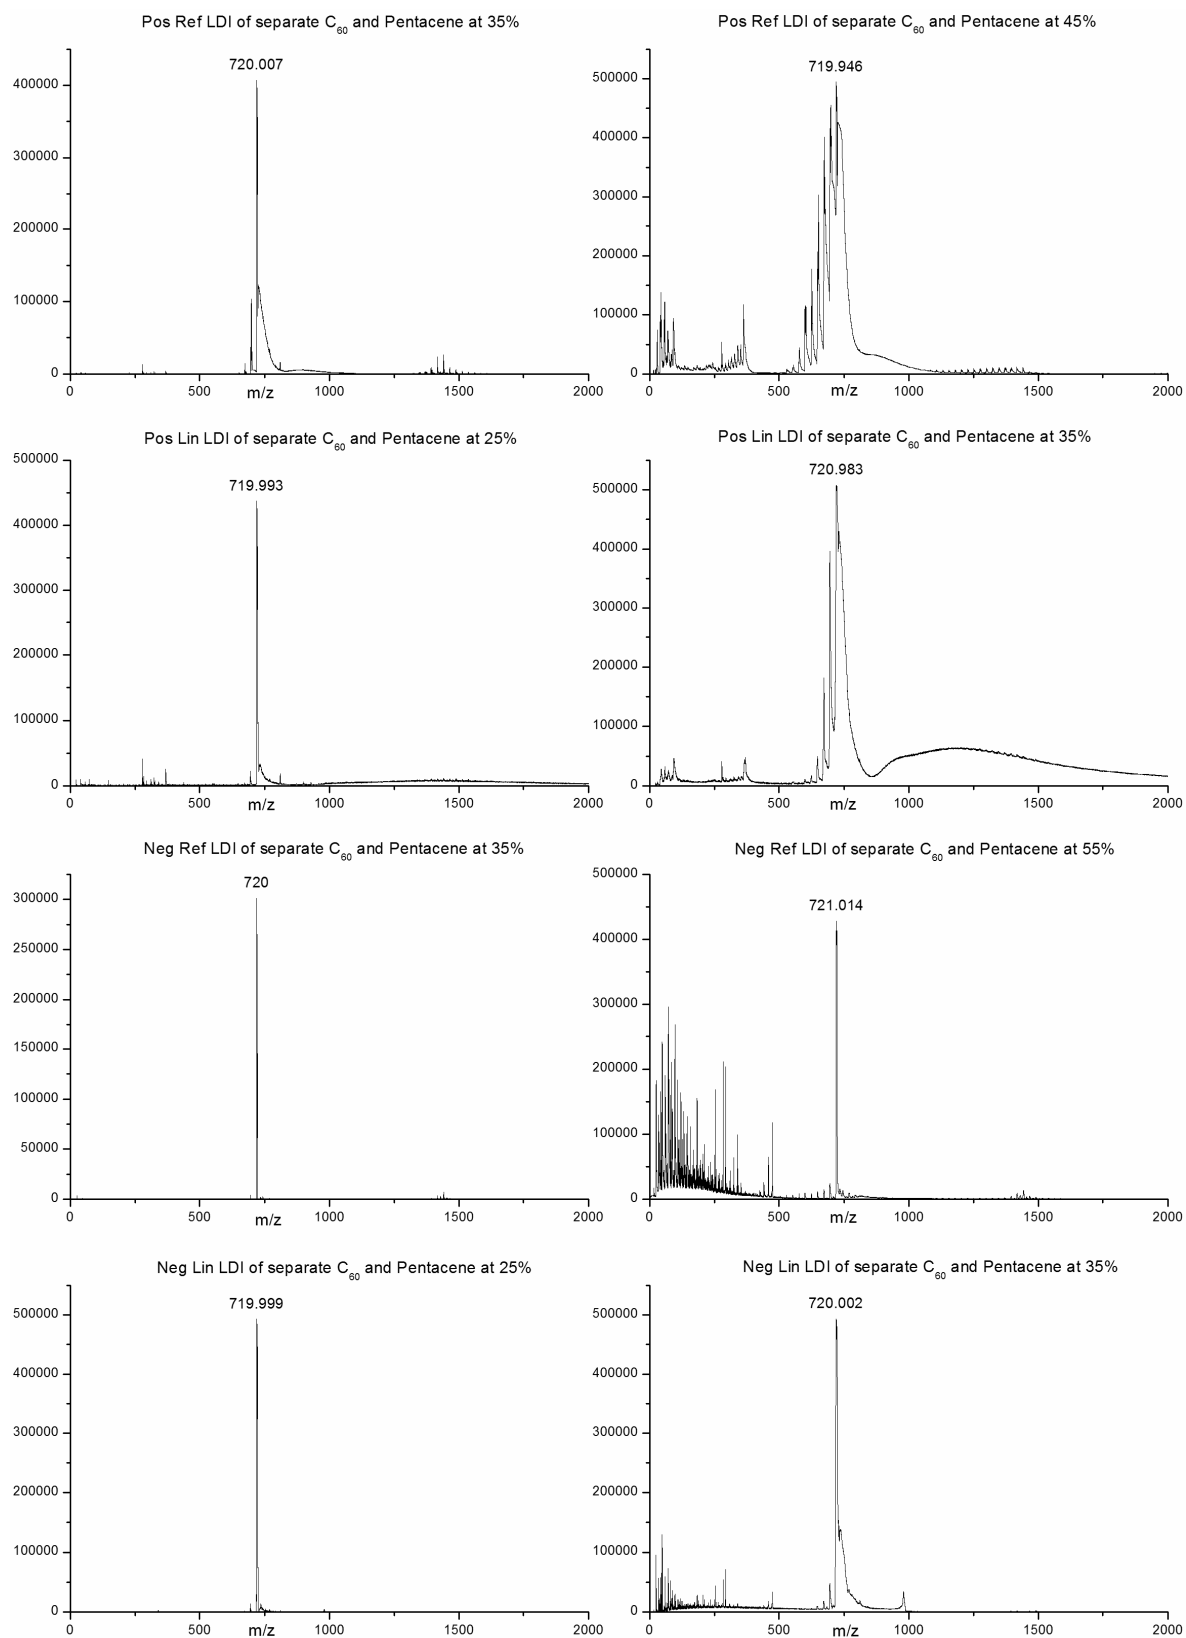 Pos Ref LDI of separate C60 and Pentacene at 35%
720.007
400000
300000
200000
100000
0
0 500 1000 1500 2000
m/z
Pos Ref LDI of separate C60 and Pentacene at 45%
719.946
500000
400000
300000
200000
100000
0
0 500 1000 1500 2000
m/z
Pos Lin LDI of separate C60 and Pentacene at 25%
719.993
500000
400000
300000
200000
100000
0
0 500 1000 1500 2000
m/z
Pos Lin LDI of separate C60 and Pentacene at 35%
720.983
500000
400000
300000
200000
100000
0
0 500 1000 1500 2000
m/z
Neg Ref LDI of separate C60 and Pentacene at 35%
720
300000
250000
200000
150000
100000
50000
0
0 500 1000 1500 2000
m/z
Neg Ref LDI of separate C60 and Pentacene at 55%
721.014
500000
400000
300000
200000
100000
0
0 500 1000 1500 2000
m/z
Neg Lin LDI of separate C60 and Pentacene at 25%
719.999
500000
400000
300000
200000
100000
0
0 500 1000 1500 2000
m/z
Neg Lin LDI of separate C60 and Pentacene at 35%
720.002
500000
400000
300000
200000
100000
0
0 500 1000 1500 2000
m/z